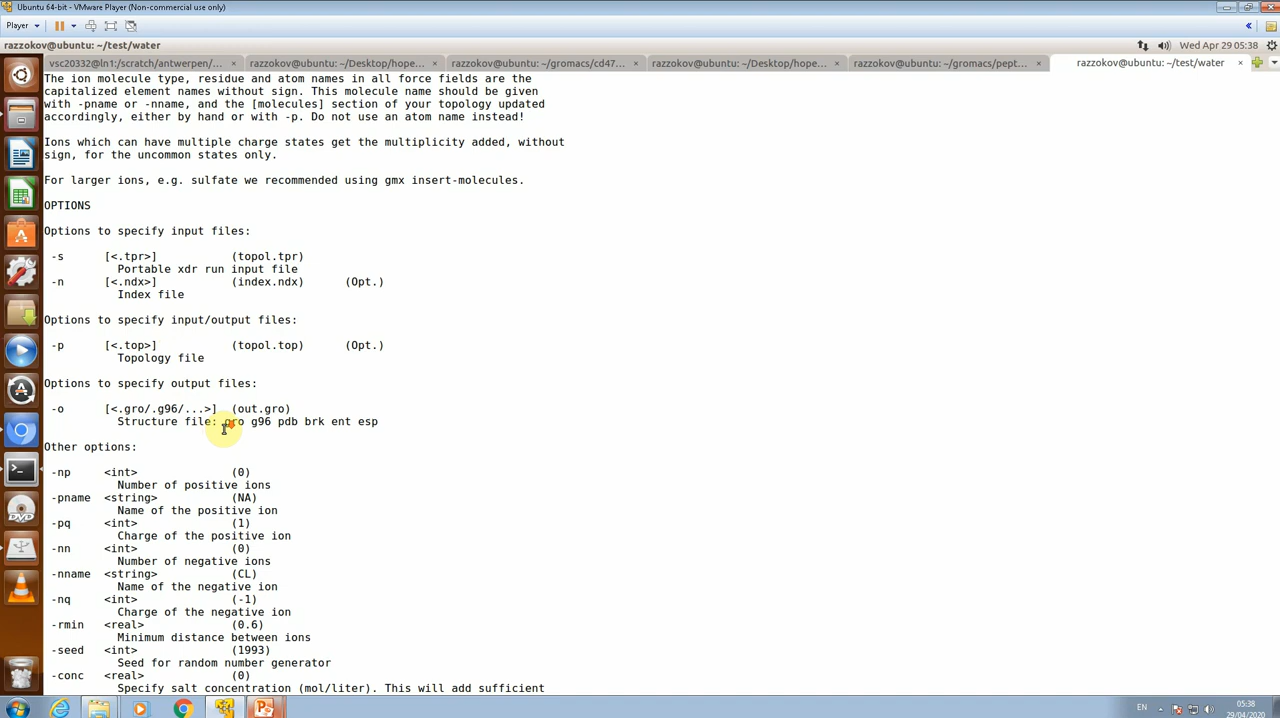 Ubuntu 64-bit - VMware Player (Non-commercial use only)
Player
razzokov@ubuntu: ~/test/water
Wed Apr 29 05:38
vsc20332@ln1:/scratch/antwerpen/... × razzokov@ubuntu: ~/Desktop/hope... × razzokov@ubuntu: ~/gromacs/cd47... × razzokov@ubuntu: ~/Desktop/hope... × razzokov@ubuntu: ~/gromacs/pept... × razzokov@ubuntu: ~/test/water ×
The ion molecule type, residue and atom names in all force fields are the
capitalized element names without sign. This molecule name should be given
with -pname or -nname, and the [molecules] section of your topology updated
accordingly, either by hand or with -p. Do not use an atom name instead!
Ions which can have multiple charge states get the multiplicity added, without
sign, for the uncommon states only.
For larger ions, e.g. sulfate we recommended using gmx insert-molecules.
OPTIONS
Options to specify input files:
-s [<.tpr>] (topol.tpr)
Portable xdr run input file
-n [<.ndx>] (index.ndx) (Opt.)
Index file
Options to specify input/output files:
-p [<.top>] (topol.top) (Opt.)
Topology file
Options to specify output files:
-o [<.gro/.g96/...>] (out.gro)
Structure file: gro g96 pdb brk ent esp
Other options:
-np <int> (0)
Number of positive ions
-pname <string> (NA)
Name of the positive ion
-pq <int> (1)
Charge of the positive ion
-nn <int> (0)
Number of negative ions
-nname <string> (CL)
Name of the negative ion
-nq <int> (-1)
Charge of the negative ion
-rmin <real> (0.6)
Minimum distance between ions
-seed <int> (1993)
Seed for random number generator
-conc <real> (0)
Specify salt concentration (mol/liter). This will add sufficient
EN
05:38
29/04/2020